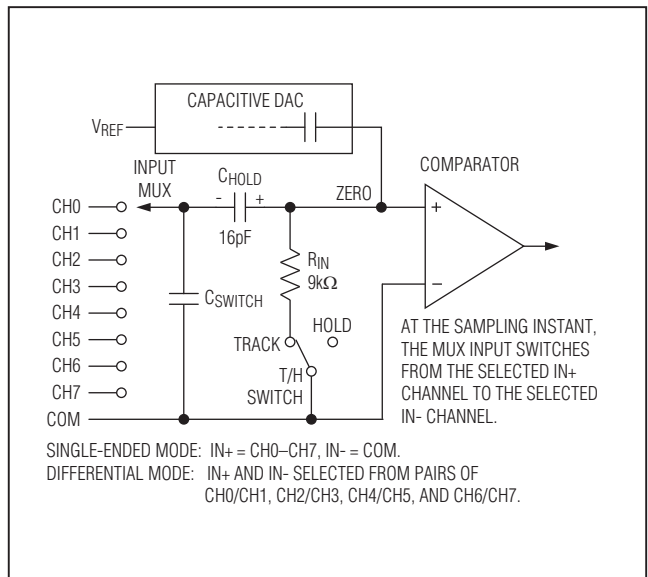 CAPACITIVE DAC
VREF
INPUT
MUX
CHOLD
- +
16pF
ZERO
COMPARATOR
+
−
CH0
CH1
CH2
CH3
CH4
CH5
CH6
CH7
COM
CSWITCH
RIN
9kΩ
TRACK
HOLD
T/H
SWITCH
AT THE SAMPLING INSTANT,
THE MUX INPUT SWITCHES
FROM THE SELECTED IN+
CHANNEL TO THE SELECTED
IN- CHANNEL.
SINGLE-ENDED MODE: IN+ = CH0–CH7, IN- = COM.
DIFFERENTIAL MODE: IN+ AND IN- SELECTED FROM PAIRS OF
CH0/CH1, CH2/CH3, CH4/CH5, AND CH6/CH7.